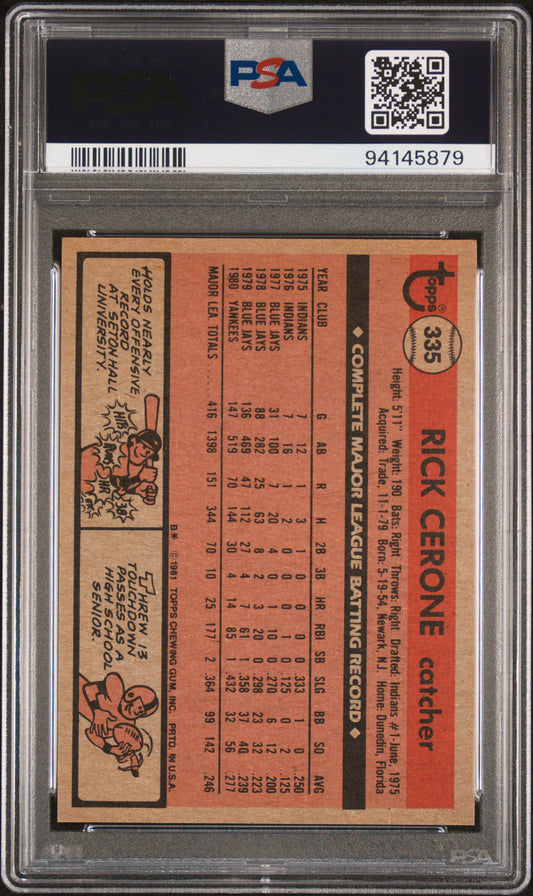 PSA
94145879
topps®
335
RICK CERONE catcher
Height: 5'11" Weight: 190 Bats: Right Throws: Right Drafted: Indians #1-June, 1975
Acquired: Trade: 11-1-79 Born: 5-19-54, Newark, N.J. Home: Dunedin, Florida
◆ COMPLETE MAJOR LEAGUE BATTING RECORD ◆
YEAR CLUB G AB R H 2B 3B HR RBI SB SLG BB SO AVG
1975 INDIANS 7 12 1 3 1 0 0 0 0 .333 1 0 .250
1976 INDIANS 7 16 1 2 0 0 0 1 0 .125 0 2 .125
1977 BLUE JAYS 31 100 7 20 4 0 1 10 0 .270 6 12 .200
1978 BLUE JAYS 88 282 25 63 8 2 3 20 0 .298 23 32 .223
1979 BLUE JAYS 136 469 47 112 27 4 7 61 1 .358 37 40 .239
1980 YANKEES 147 519 70 144 30 4 14 85 1 .432 32 56 .277
MAJOR LEA. TOTALS 416 1398 151 344 70 10 25 177 2 .364 99 142 .246
B* © 1981 TOPPS CHEWING GUM, INC. PRTD. IN U.S.A.
HOLDS NEARLY
EVERY OFFENSIVE
RECORD
AT SETON HALL
UNIVERSITY.
HITS
HR
3B
THREW 13
TOUCHDOWN
PASSES AS A
HIGH SCHOOL
SENIOR.
PSA